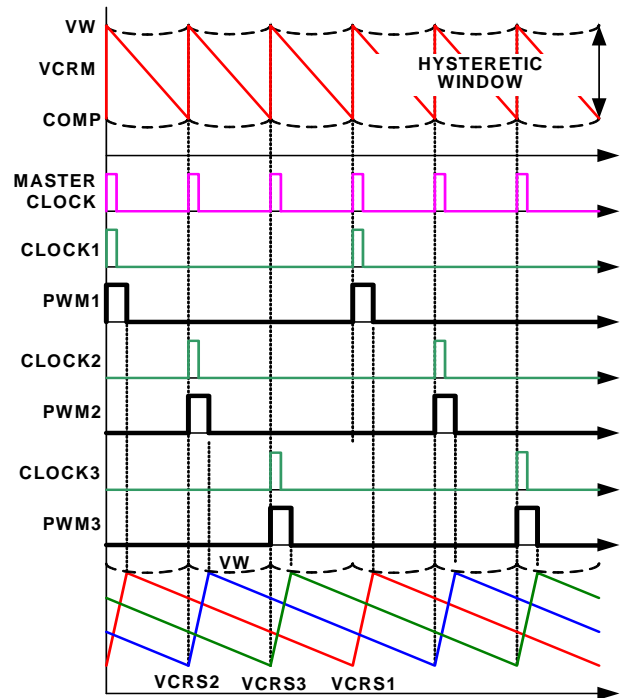 VW
VCRM
HYSTERETIC
WINDOW
COMP
MASTER
CLOCK
CLOCK1
PWM1
CLOCK2
PWM2
CLOCK3
PWM3
VW
VCRS2 VCRS3 VCRS1